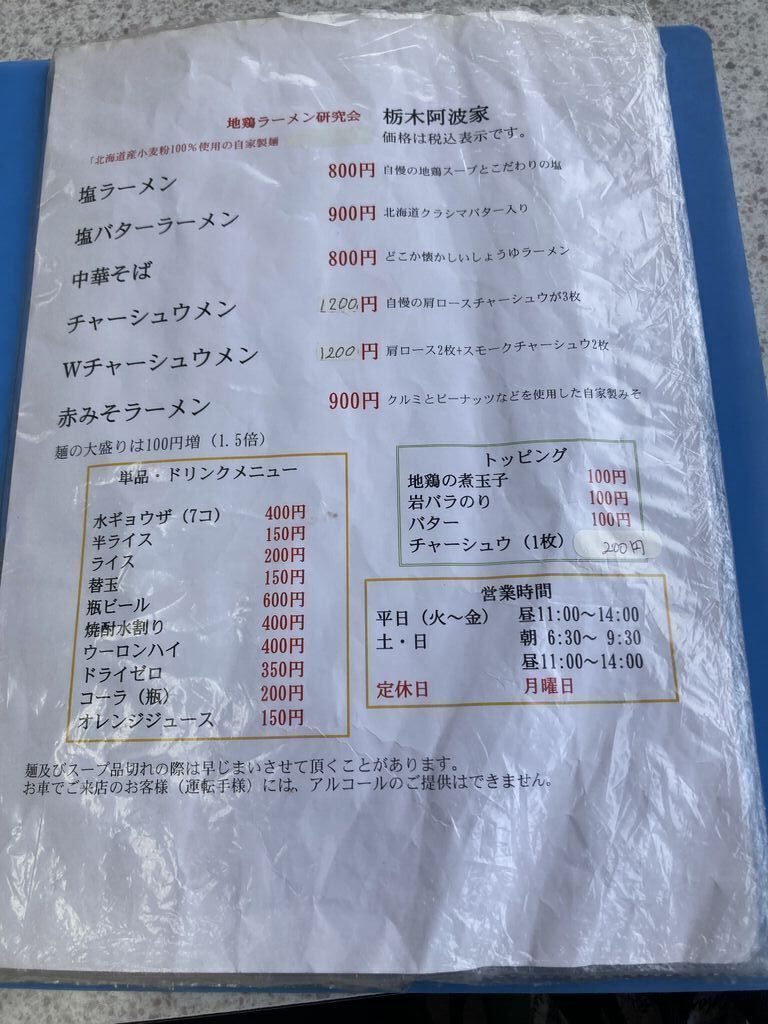 地鶏ラーメン研究会 栃木阿波家
価格は税込表示です。
「北海道産小麦粉100%使用の自家製麺
塩ラーメン 800円 自慢の地鶏スープとこだわりの塩
塩バターラーメン 900円 北海道クラシマバター入り
中華そば 800円 どこか懐かしいしょうゆラーメン
チャーシュウメン 1200円 自慢の肩ロースチャーシュウが3枚
Wチャーシュウメン 1200円 肩ロース2枚+スモークチャーシュウ2枚
赤みそラーメン 900円 クルミとピーナッツなどを使用した自家製みそ
麺の大盛りは100円増(1.5倍)
単品・ドリンクメニュー
水ギョウザ(7コ) 400円
半ライス 150円
ライス 200円
替玉 150円
瓶ビール 600円
焼酎水割り 400円
ウーロンハイ 400円
ドライゼロ 350円
コーラ(瓶) 200円
オレンジジュース 150円
トッピング
地鶏の煮玉子 100円
岩バラのり 100円
バター 100円
チャーシュウ(1枚) 200円
営業時間
平日(火～金) 昼11:00～14:00
土・日 朝 6:30～ 9:30
昼11:00～14:00
定休日 月曜日
麺及びスープ品切れの際は早じまいさせて頂くことがあります。
お車でご来店のお客様(運転手様)には、アルコールのご提供はできません。